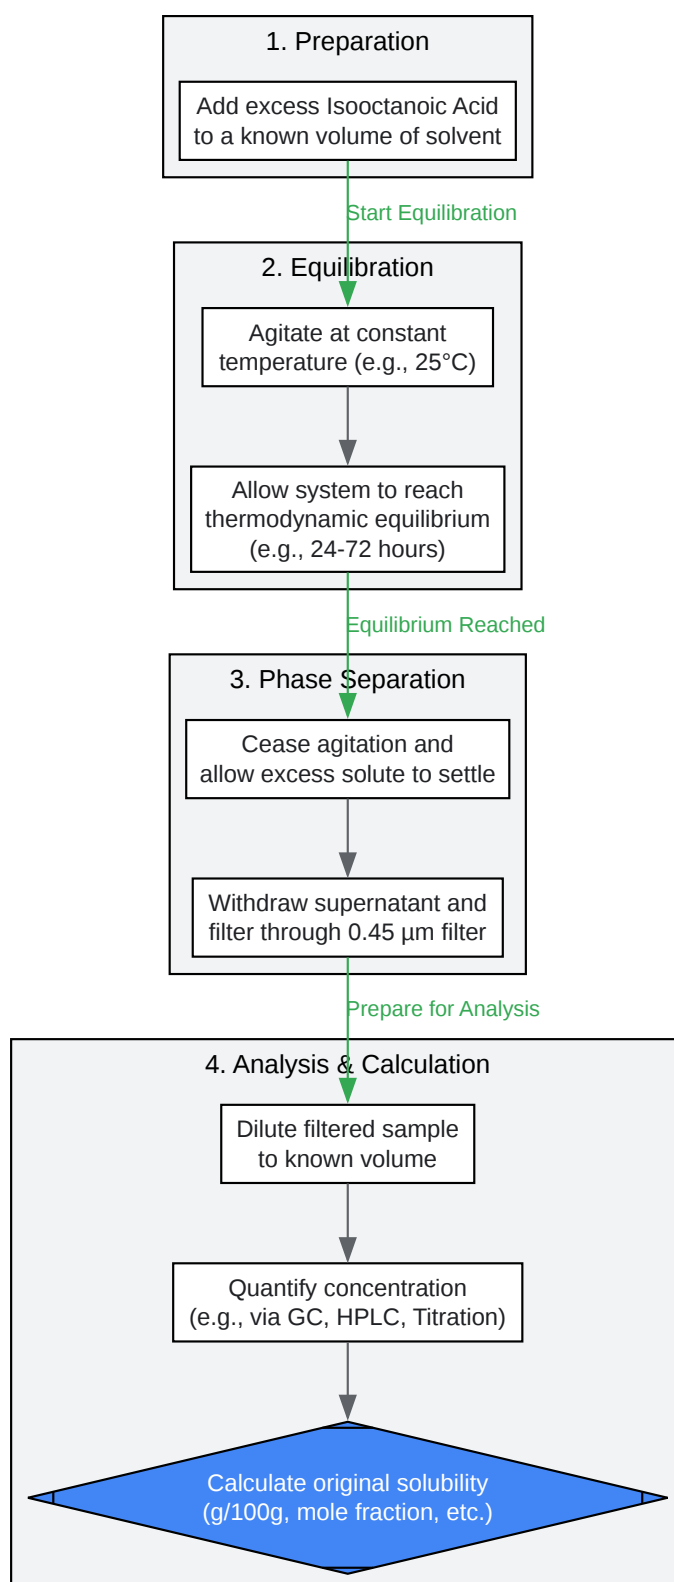 1. Preparation
Add excess Isooctanoic Acid
to a known volume of solvent
Start Equilibration
2. Equilibration
Agitate at constant
temperature (e.g., 25°C)
Allow system to reach
thermodynamic equilibrium
(e.g., 24-72 hours)
Equilibrium Reached
3. Phase Separation
Cease agitation and
allow excess solute to settle
Withdraw supernatant and
filter through 0.45 µm filter
Prepare for Analysis
4. Analysis & Calculation
Dilute filtered sample
to known volume
Quantify concentration
(e.g., via GC, HPLC, Titration)
Calculate original solubility
(g/100g, mole fraction, etc.)